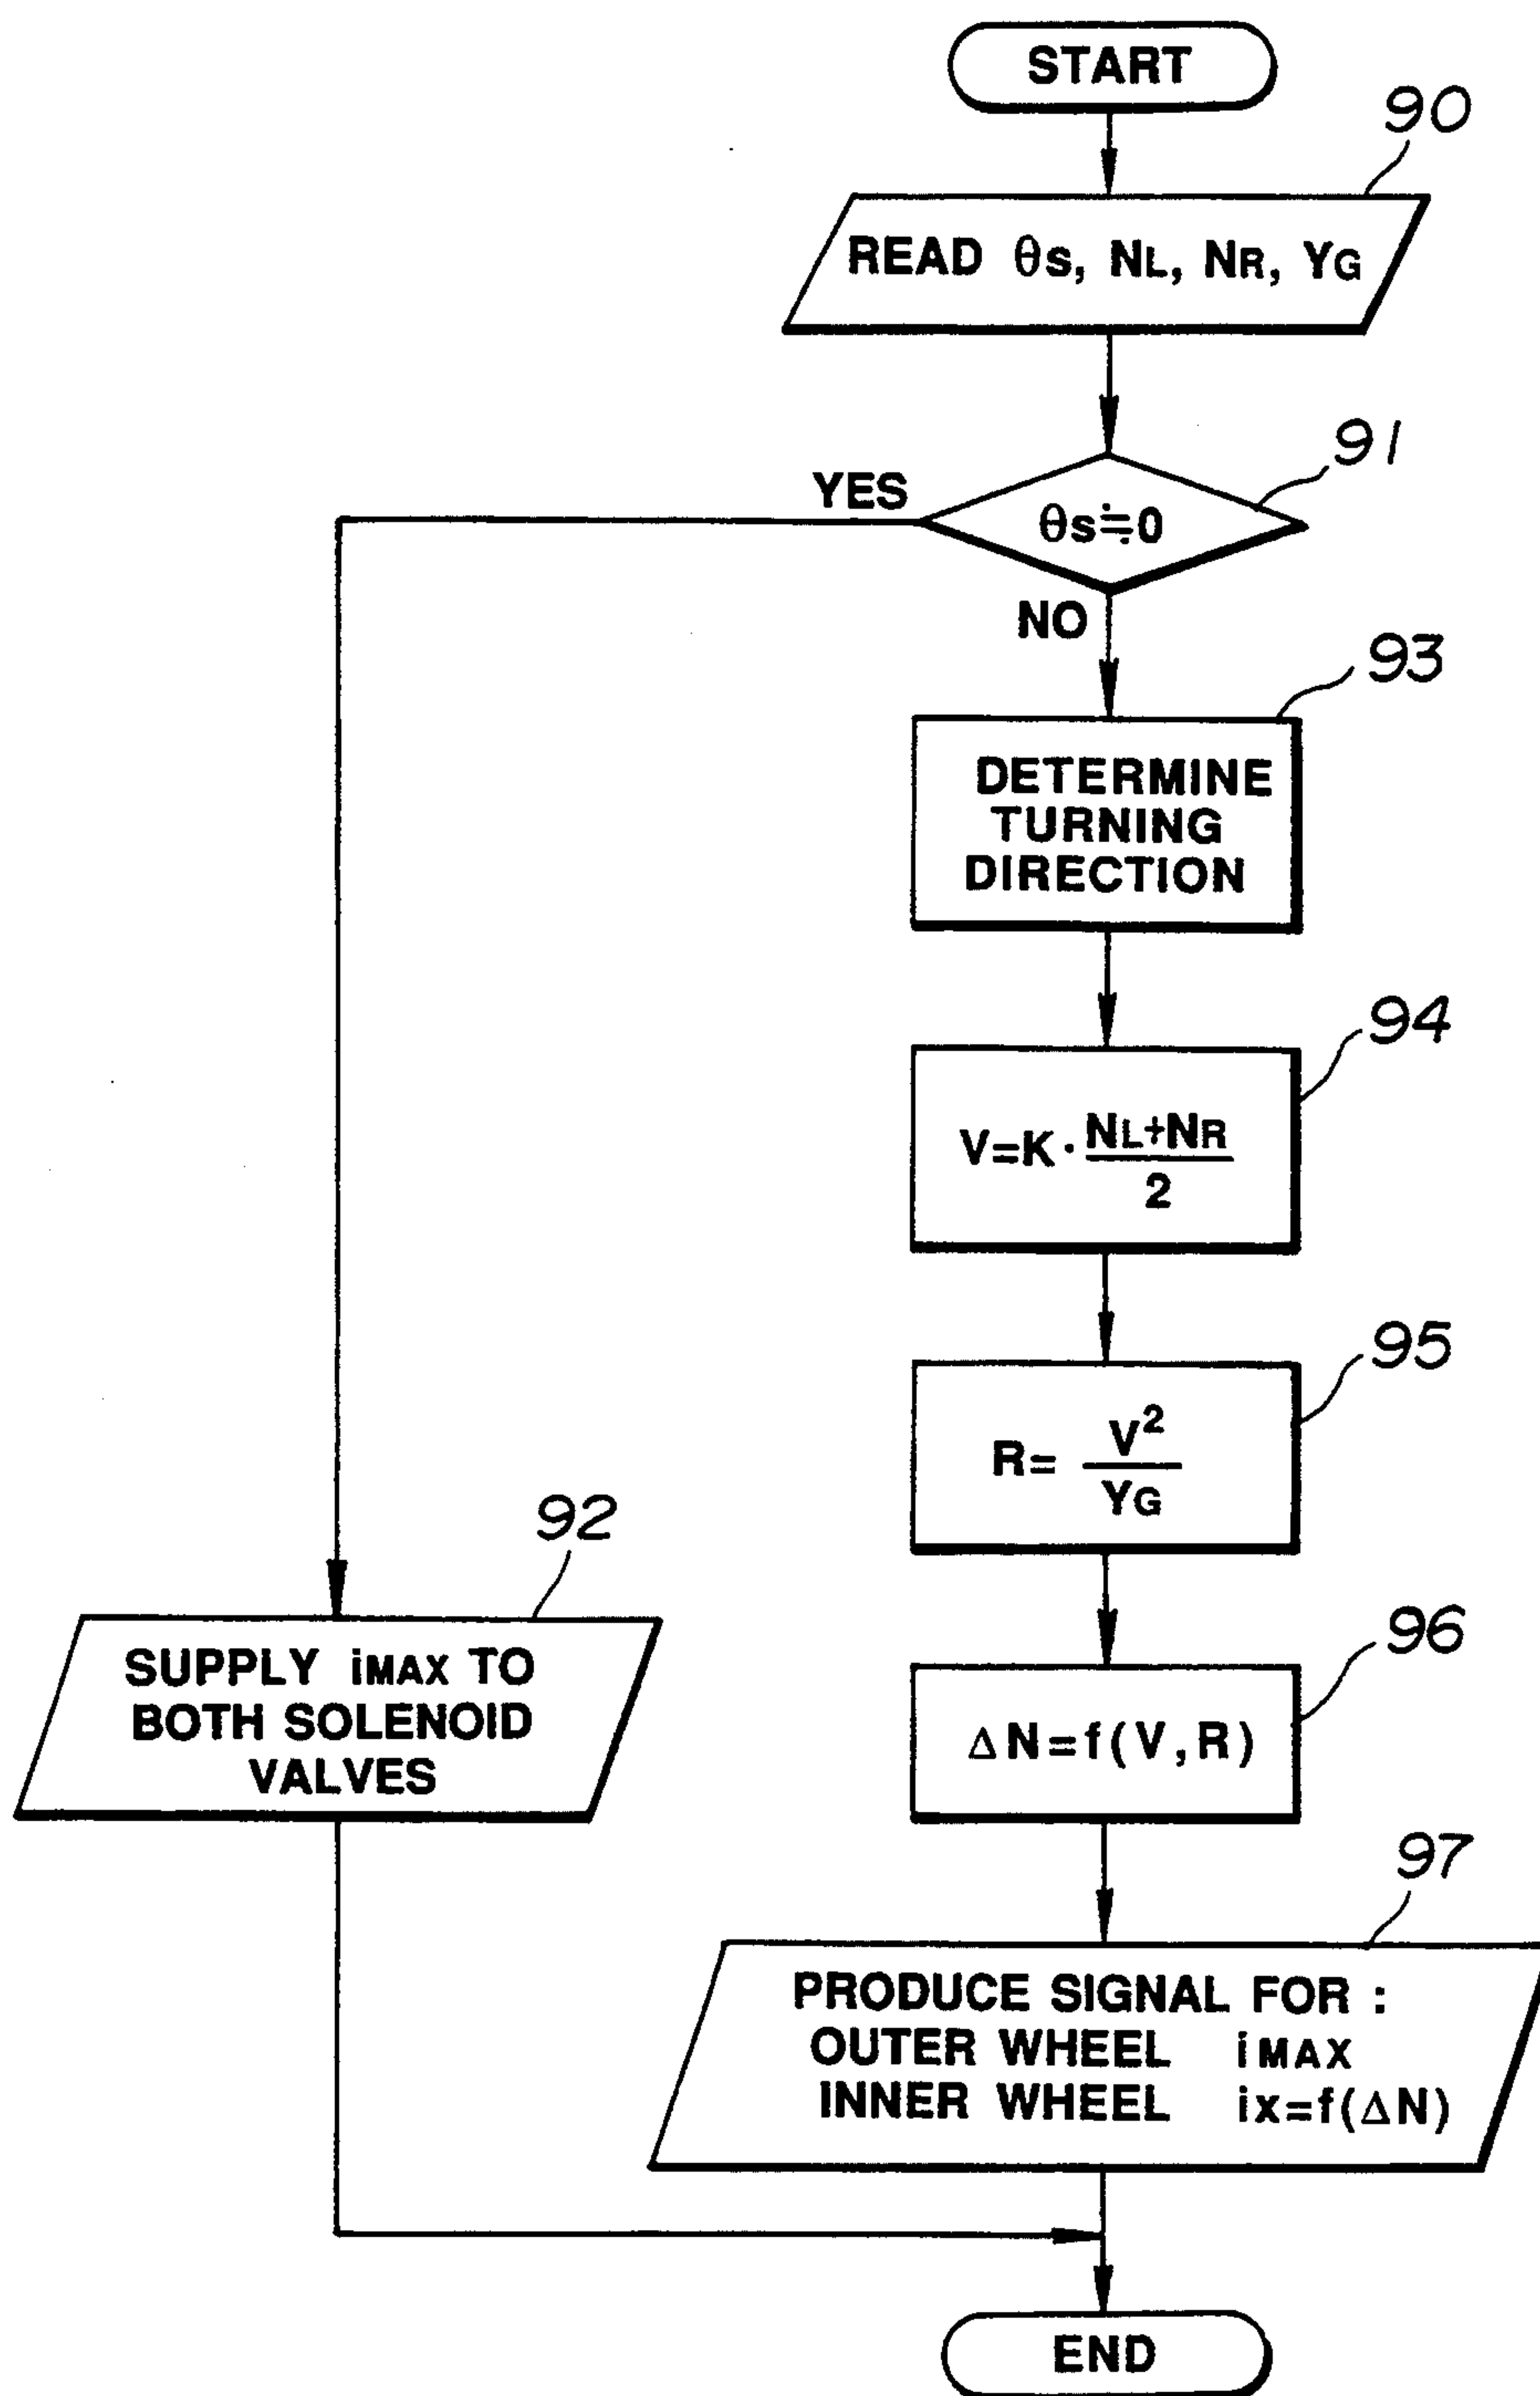 START
90
READ θs, NL, NR, YG
91
YES
θs≒0
NO
93
DETERMINE
TURNING
DIRECTION
94
V=K·NL+NR
2
95
R= V²
YG
92
SUPPLY iMAX TO
BOTH SOLENOID
VALVES
96
ΔN=f(V,R)
97
PRODUCE SIGNAL FOR :
OUTER WHEEL iMAX
INNER WHEEL ix=f(ΔN)
END